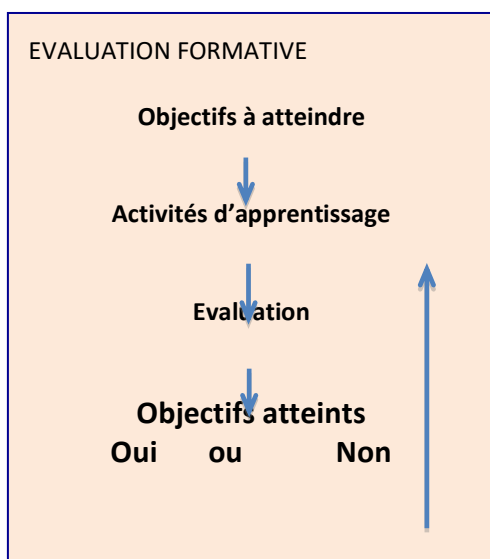 EVALUATION FORMATIVE
Objectifs à atteindre
Activités d’apprentissage
Evaluation
Objectifs atteints
Oui ou Non